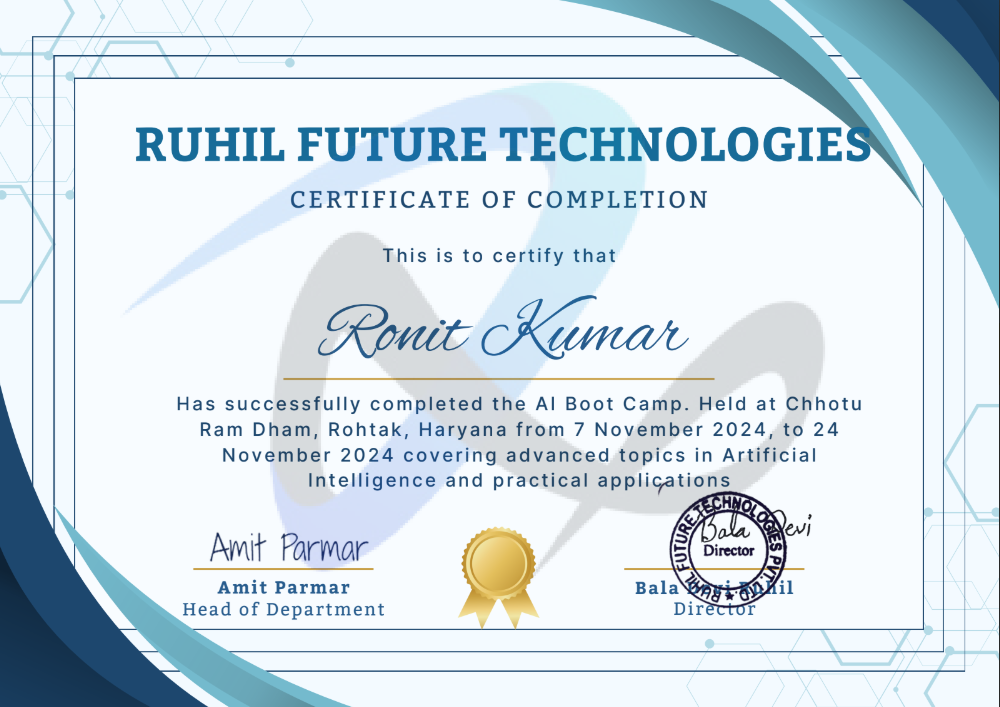 RUHIL FUTURE TECHNOLOGIES
CERTIFICATE OF COMPLETION
This is to certify that
Ronit Kumar
Has successfully completed the AI Boot Camp. Held at Chhotu
Ram Dham, Rohtak, Haryana from 7 November 2024, to 24
November 2024 covering advanced topics in Artificial
Intelligence and practical applications
Amit Parmar
Amit Parmar
Head of Department
RUHIL FUTURE TECHNOLOGIES PVT. LTD
Bala Devi
Director
Bala Devi Ruhil
Director